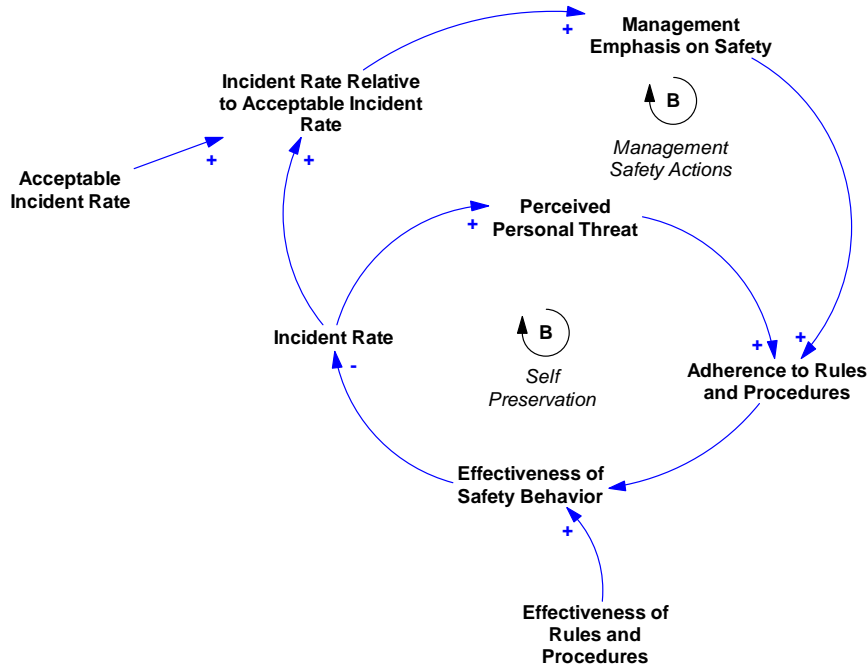 Management
Emphasis on Safety
+
Incident Rate Relative
to Acceptable Incident
Rate
B
Management
Safety Actions
+
+
Acceptable
Incident Rate
Perceived
Personal Threat
+
Incident Rate
-
B
Self
Preservation
+
+
Adherence to Rules
and Procedures
Effectiveness of
Safety Behavior
+
Effectiveness of
Rules and
Procedures